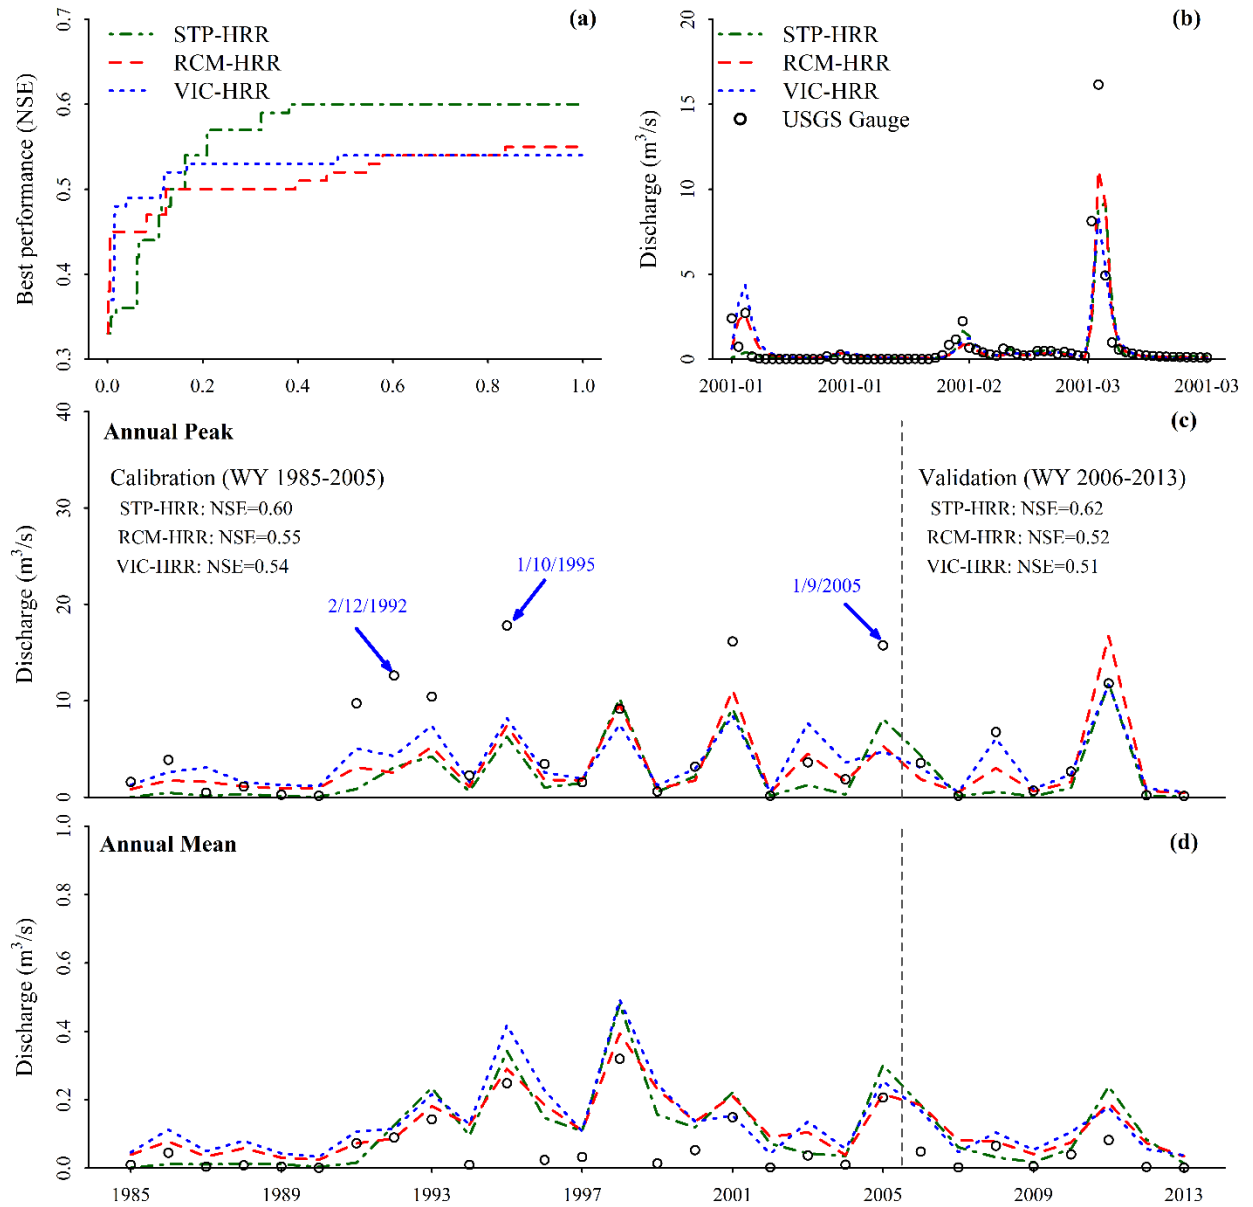 (a)
STP-HRR
RCM-HRR
VIC-HRR
Best performance (NSE)
0.7
0.6
0.5
0.4
0.3
0.0 0.2 0.4 0.6 0.8 1.0
(b)
STP-HRR
RCM-HRR
VIC-HRR
USGS Gauge
Discharge (m³/s)
20
15
10
5
0
2001-01 2001-01 2001-02 2001-03 2001-03
(c)
Annual Peak
Calibration (WY 1985-2005)
STP-HRR: NSE=0.60
RCM-HRR: NSE=0.55
VIC-HRR: NSE=0.54
Validation (WY 2006-2013)
STP-HRR: NSE=0.62
RCM-HRR: NSE=0.52
VIC-HRR: NSE=0.51
2/12/1992
1/10/1995
1/9/2005
Discharge (m³/s)
40
30
20
10
0
(d)
Annual Mean
Discharge (m³/s)
1.0
0.8
0.6
0.4
0.2
0.0
1985 1989 1993 1997 2001 2005 2009 2013